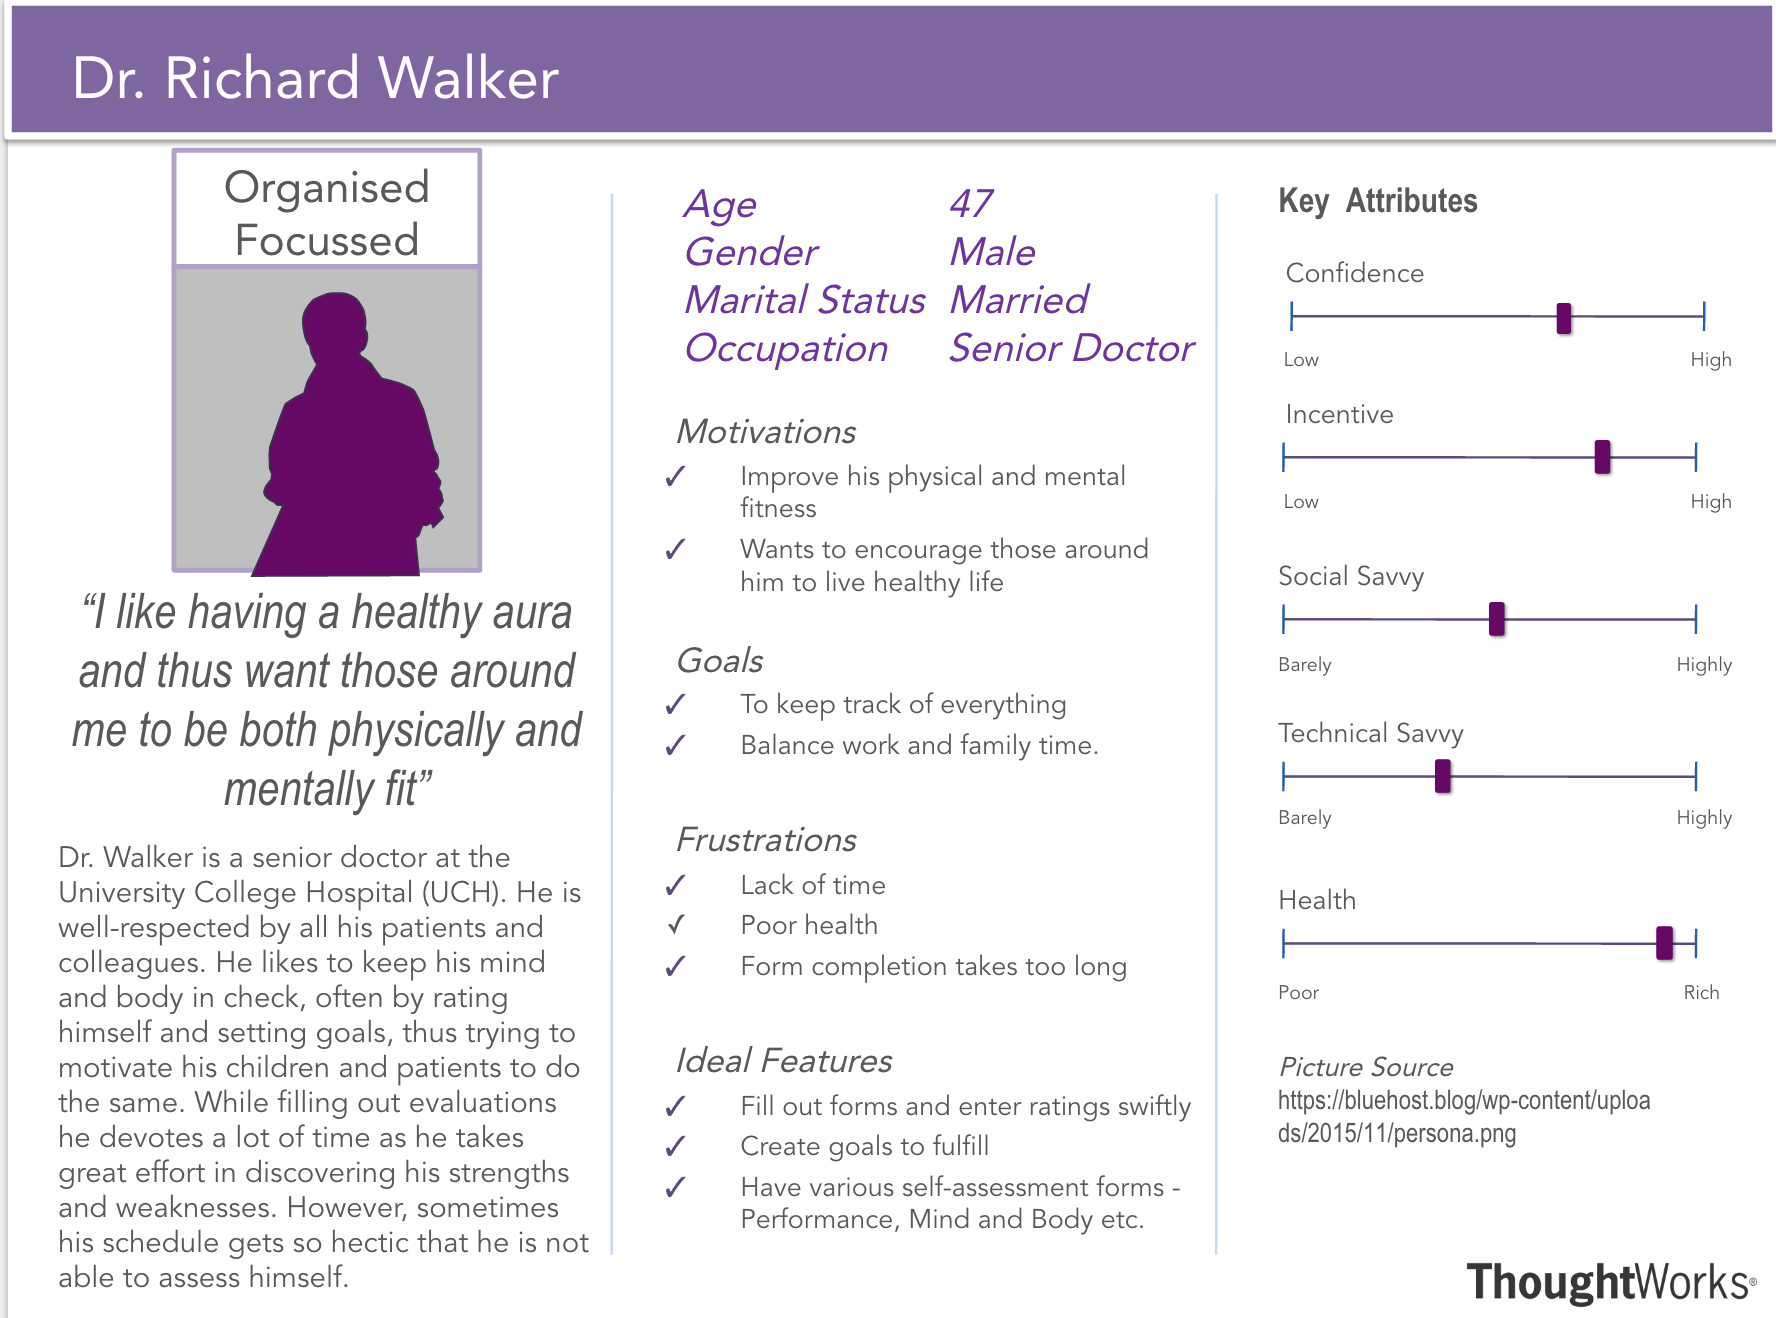 Dr. Richard Walker
Organised
Focussed
“I like having a healthy aura
and thus want those around
me to be both physically and
mentally fit”
Dr. Walker is a senior doctor at the
University College Hospital (UCH). He is
well-respected by all his patients and
colleagues. He likes to keep his mind
and body in check, often by rating
himself and setting goals, thus trying to
motivate his children and patients to do
the same. While filling out evaluations
he devotes a lot of time as he takes
great effort in discovering his strengths
and weaknesses. However, sometimes
his schedule gets so hectic that he is not
able to assess himself.
Age 47
Gender Male
Marital Status Married
Occupation Senior Doctor
Motivations
✓ Improve his physical and mental
fitness
✓ Wants to encourage those around
him to live healthy life
Goals
✓ To keep track of everything
✓ Balance work and family time.
Frustrations
✓ Lack of time
✓ Poor health
✓ Form completion takes too long
Ideal Features
✓ Fill out forms and enter ratings swiftly
✓ Create goals to fulfill
✓ Have various self-assessment forms -
Performance, Mind and Body etc.
Key Attributes
Confidence
Low High
Incentive
Low High
Social Savvy
Barely Highly
Technical Savvy
Barely Highly
Health
Poor Rich
Picture Source
https://bluehost.blog/wp-content/uploa
ds/2015/11/persona.png
ThoughtWorks®